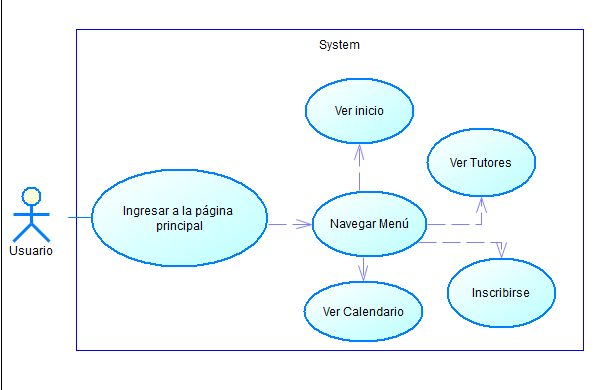 System
Ver inicio
Ver Tutores
Ingresar a la página
principal
Navegar Menú
Usuario
Inscribirse
Ver Calendario